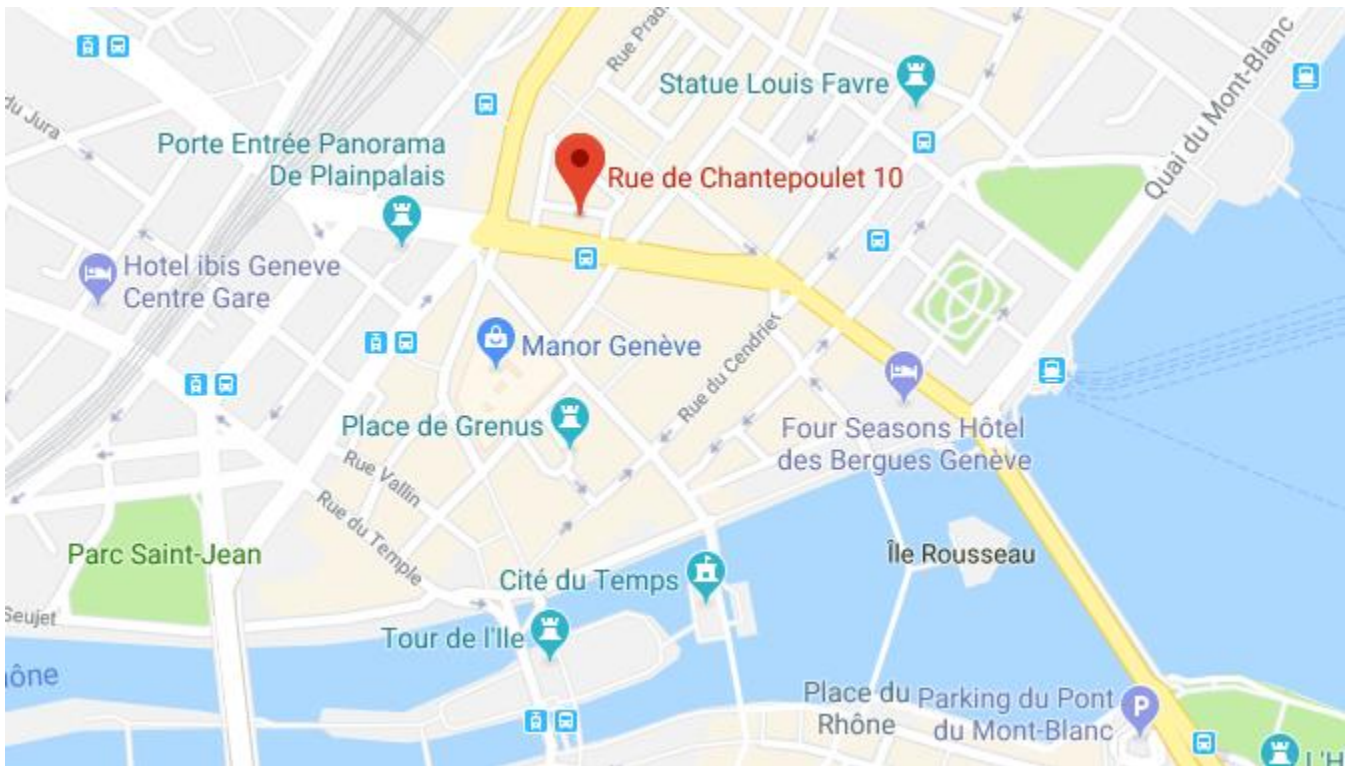 Rue Prad
Statue Louis Favre
Quai du Mont-Blanc
du Jura
Porte Entrée Panorama
De Plainpalais
Rue de Chantepoulet 10
Hotel ibis Geneve
Centre Gare
Manor Genève
Rue du Cendrier
Place de Grenus
Four Seasons Hôtel
des Bergues Genève
Rue Vallin
Rue du Temple
Parc Saint-Jean
Île Rousseau
Cité du Temps
Seujet
Tour de l'Ile
ône
Place du
Rhône
Parking du Pont
du Mont-Blanc
P
L'H